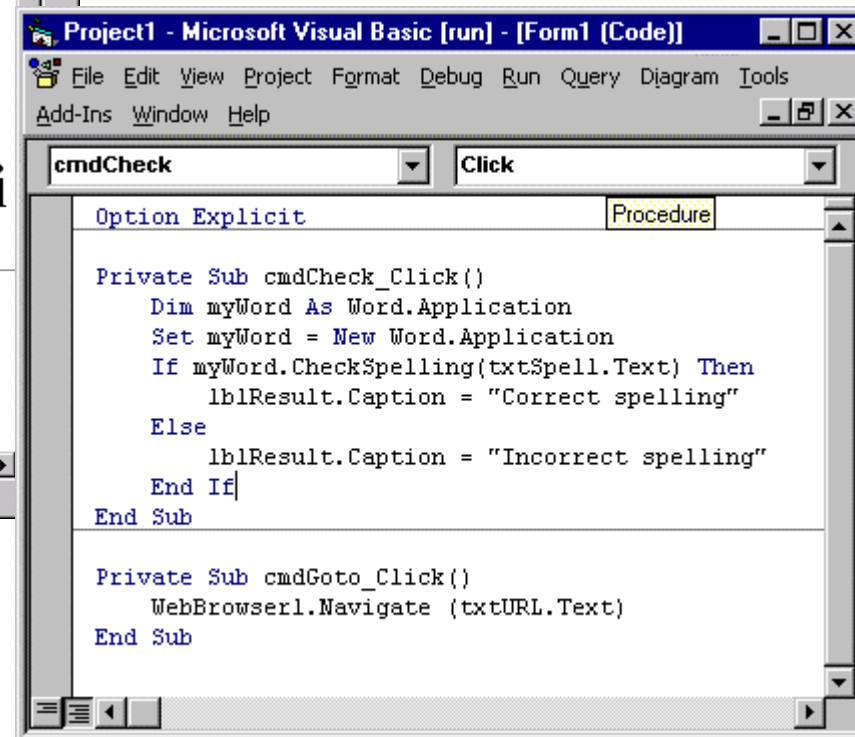 Project1 - Microsoft Visual Basic [run] - [Form1 (Code)]
File Edit View Project Format Debug Run Query Diagram Tools
Add-Ins Window Help
cmdCheck Click
Option Explicit Procedure
Private Sub cmdCheck_Click()
Dim myWord As Word.Application
Set myWord = New Word.Application
If myWord.CheckSpelling(txtSpell.Text) Then
lblResult.Caption = "Correct spelling"
Else
lblResult.Caption = "Incorrect spelling"
End If
End Sub
Private Sub cmdGoto_Click()
WebBrowser1.Navigate (txtURL.Text)
End Sub